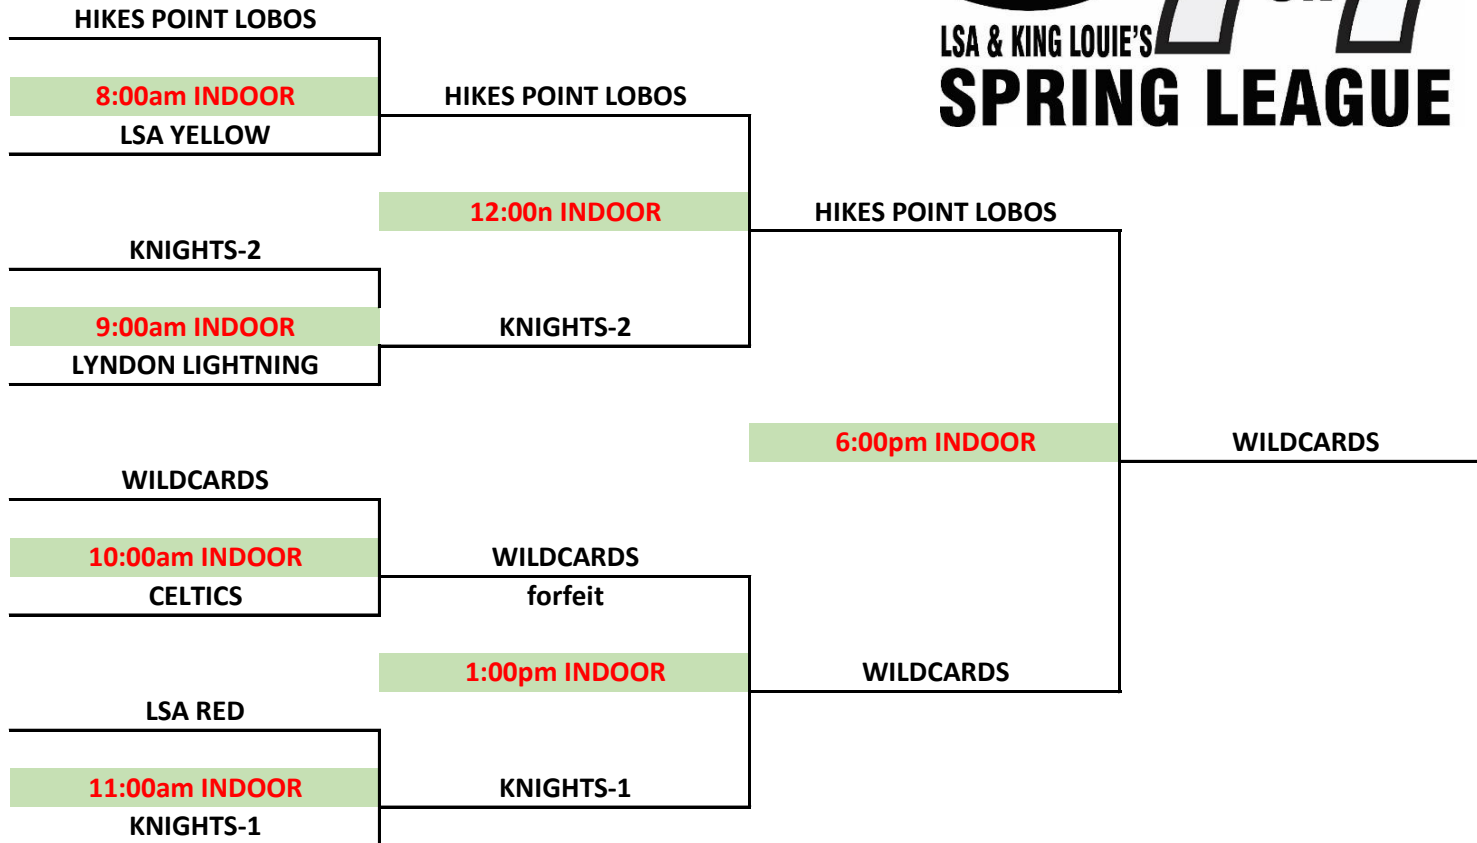 HIKES POINT LOBOS
LSA & KING LOUIE'S
SPRING LEAGUE
8:00am INDOOR
HIKES POINT LOBOS
LSA YELLOW
12:00n INDOOR
HIKES POINT LOBOS
KNIGHTS-2
9:00am INDOOR
KNIGHTS-2
LYNDON LIGHTNING
6:00pm INDOOR
WILDCARDS
WILDCARDS
10:00am INDOOR
WILDCARDS
CELTICS
forfeit
1:00pm INDOOR
WILDCARDS
LSA RED
11:00am INDOOR
KNIGHTS-1
KNIGHTS-1